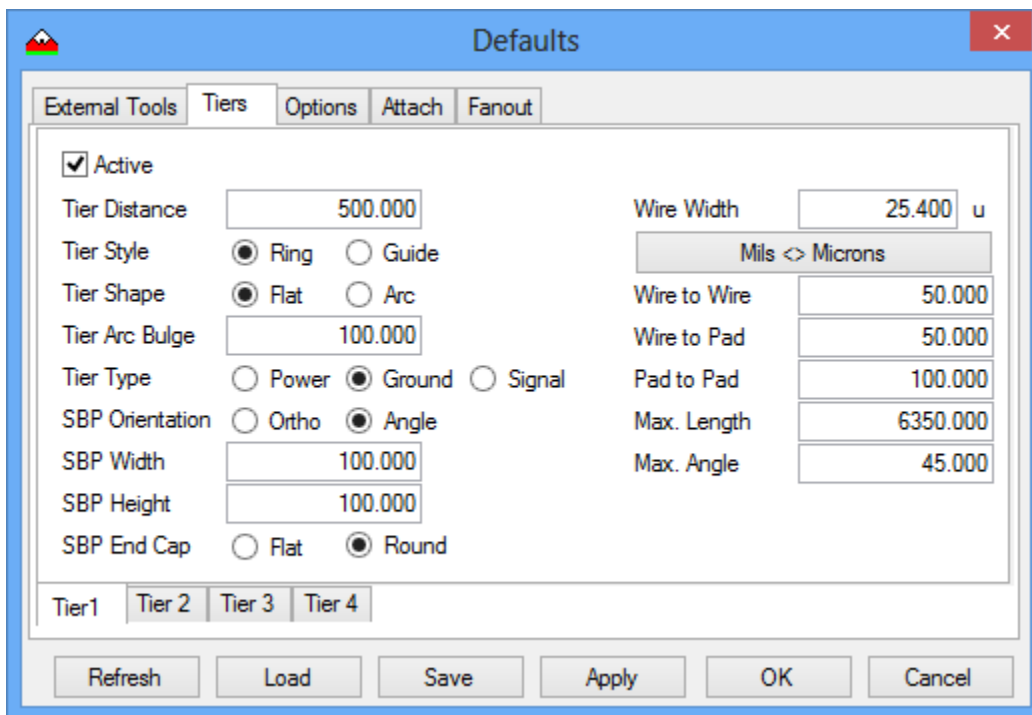 Defaults
External Tools Tiers Options Attach Fanout
Active
Tier Distance 500.000 Wire Width 25.400 u
Tier Style Ring Guide Mils <> Microns
Tier Shape Flat Arc Wire to Wire 50.000
Tier Arc Bulge 100.000 Wire to Pad 50.000
Tier Type Power Ground Signal Pad to Pad 100.000
SBP Orientation Ortho Angle Max. Length 6350.000
SBP Width 100.000 Max. Angle 45.000
SBP Height 100.000
SBP End Cap Flat Round
Tier1 Tier 2 Tier 3 Tier 4
Refresh Load Save Apply OK Cancel